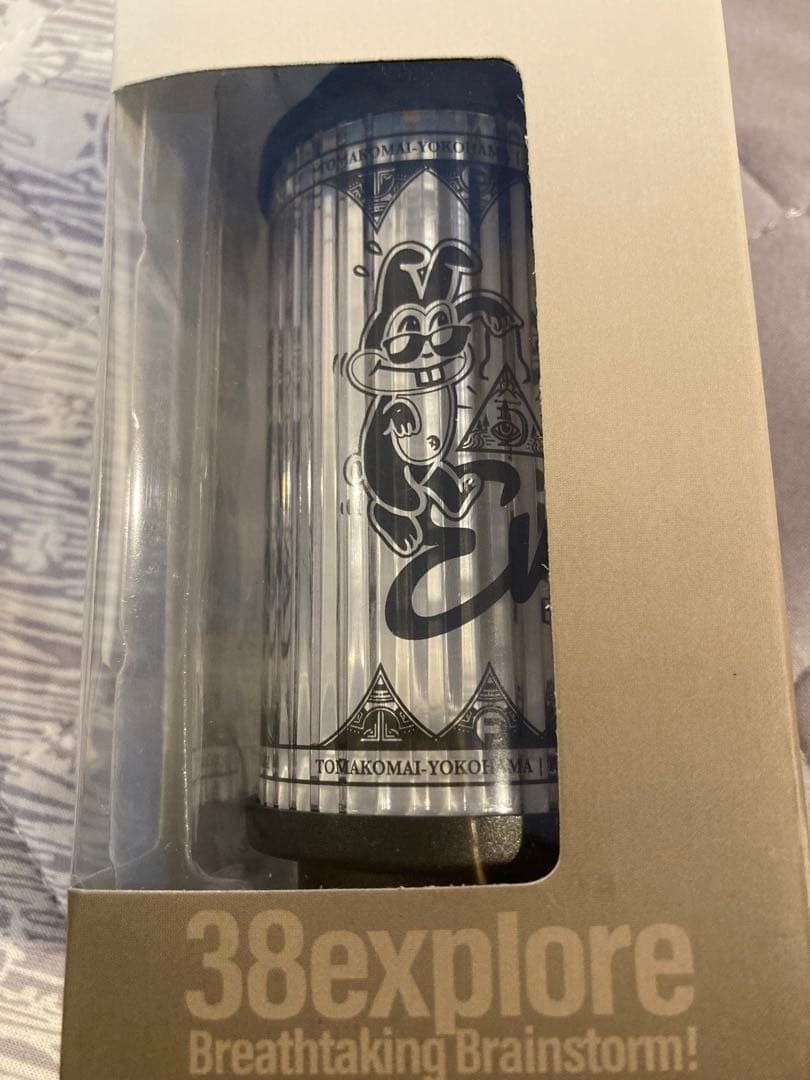 TOMAKOMAI-YOKOHAMA |
TOMAKOMAI-YOKOHAMA |
38explore
Breathtaking Brainstorm!